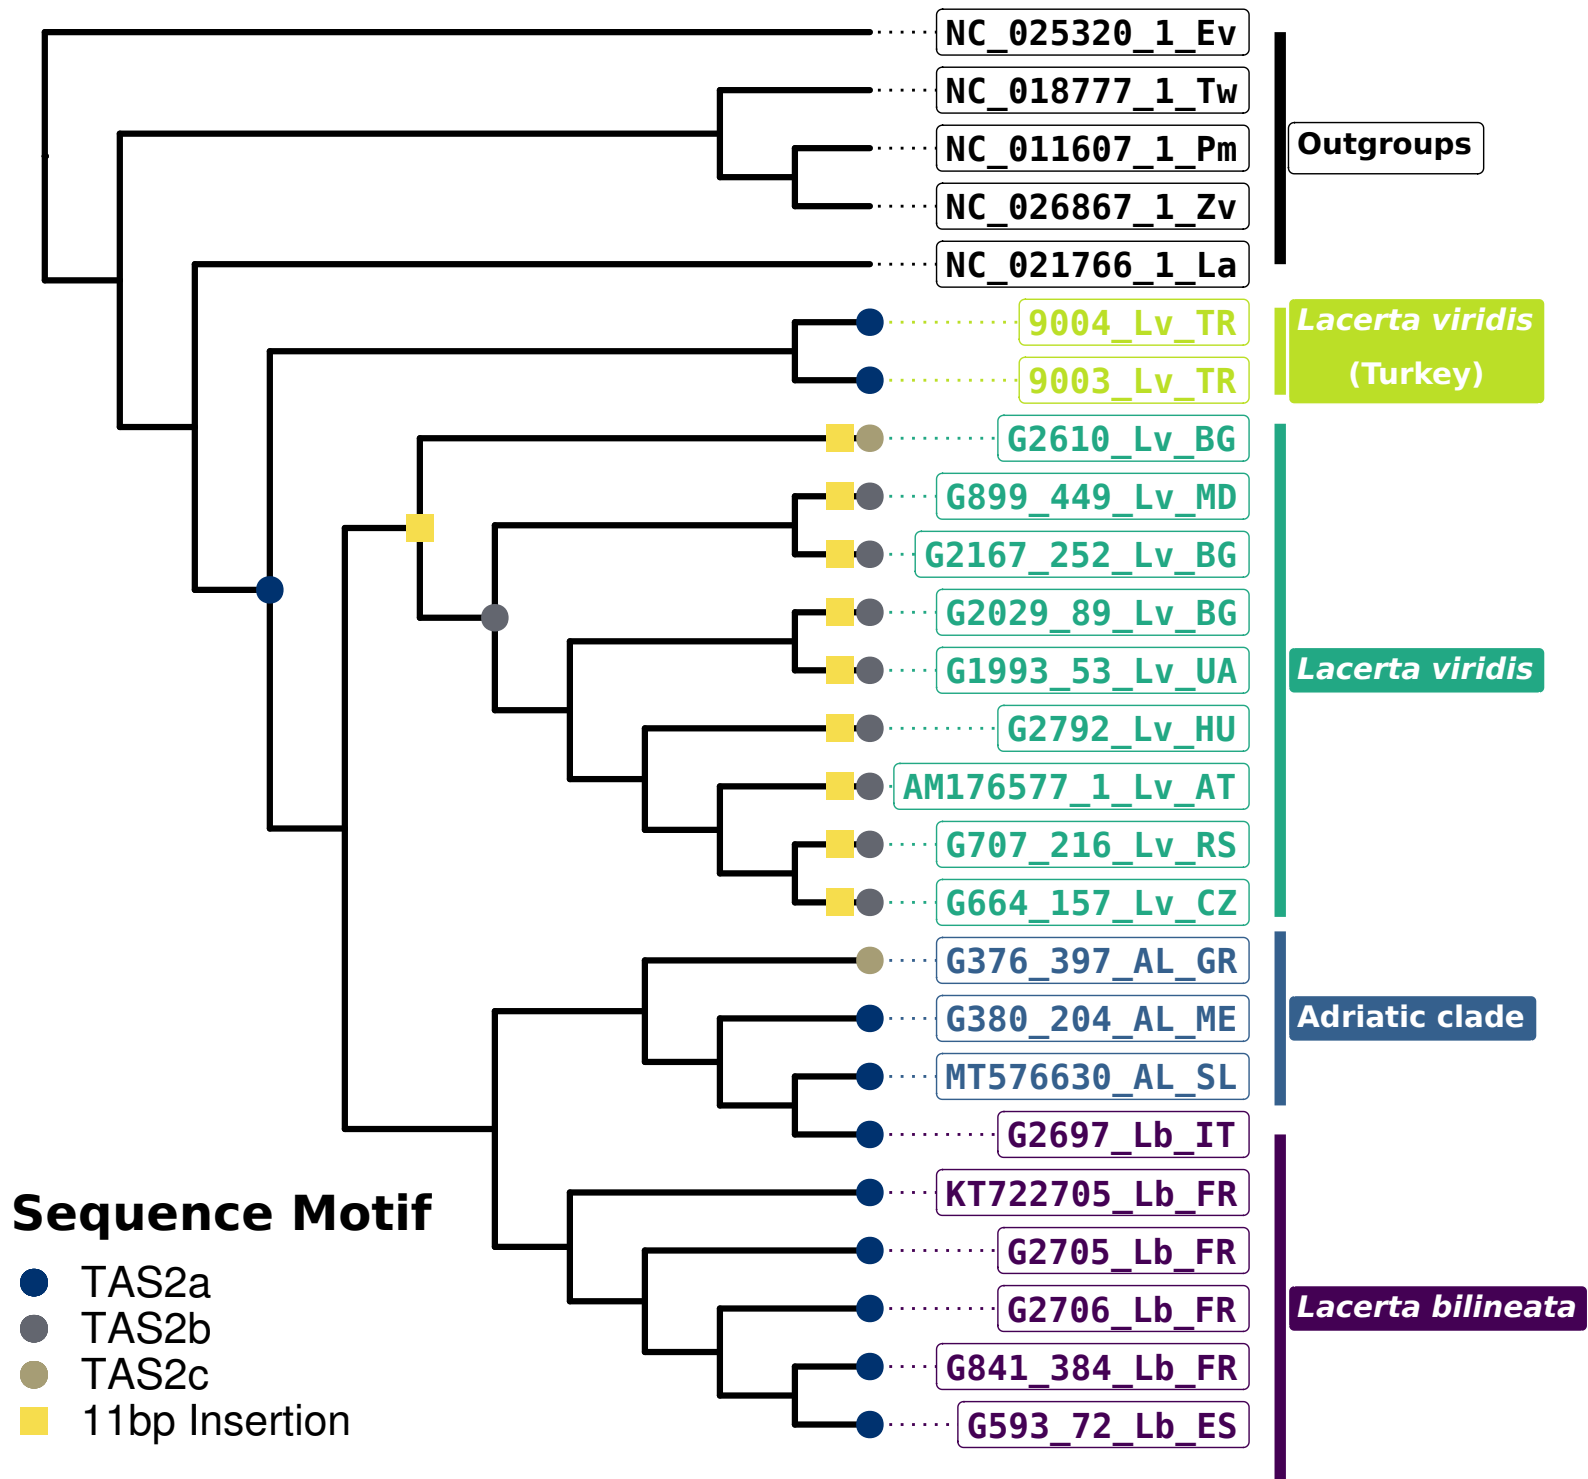 NC_025320_1_Ev
NC_018777_1_Tw
NC_011607_1_Pm
Outgroups
NC_026867_1_Zv
NC_021766_1_La
9004_Lv_TR
Lacerta viridis
(Turkey)
9003_Lv_TR
G2610_Lv_BG
G899_449_Lv_MD
G2167_252_Lv_BG
G2029_89_Lv_BG
G1993_53_Lv_UA
Lacerta viridis
G2792_Lv_HU
AM176577_1_Lv_AT
G707_216_Lv_RS
G664_157_Lv_CZ
G376_397_AL_GR
G380_204_AL_ME
Adriatic clade
MT576630_AL_SL
G2697_Lb_IT
KT722705_Lb_FR
G2705_Lb_FR
G2706_Lb_FR
Lacerta bilineata
G841_384_Lb_FR
G593_72_Lb_ES
Sequence Motif
TAS2a
TAS2b
TAS2c
11bp Insertion